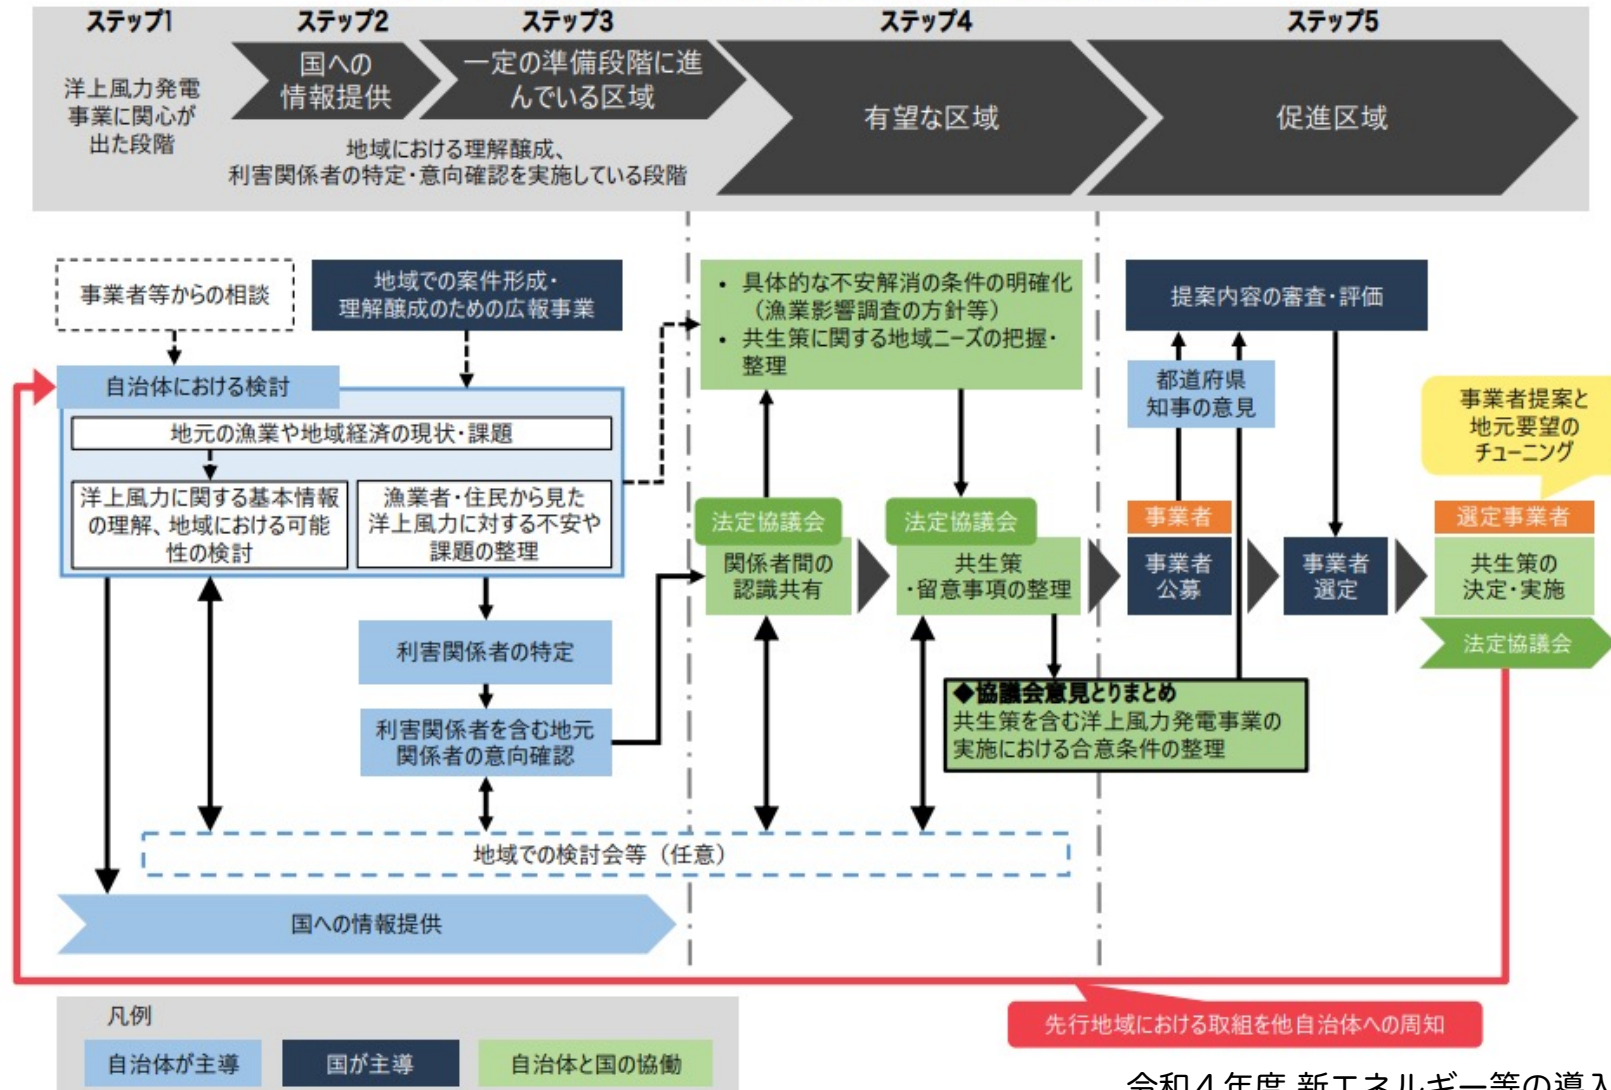 ステップ1
ステップ2
ステップ3
ステップ4
ステップ5
洋上風力発電
事業に関心が
出た段階
国への
情報提供
一定の準備段階に進
んでいる区域
有望な区域
促進区域
地域における理解醸成、
利害関係者の特定・意向確認を実施している段階
事業者等からの相談
地域での案件形成・
理解醸成のための広報事業
自治体における検討
地元の漁業や地域経済の現状・課題
洋上風力に関する基本情報
の理解、地域における可能
性の検討
漁業者・住民から見た
洋上風力に対する不安や
課題の整理
利害関係者の特定
利害関係者を含む地元
関係者の意向確認
• 具体的な不安解消の条件の明確化
（漁業影響調査の方針等）
• 共生策に関する地域ニーズの把握・
整理
法定協議会
関係者間の
認識共有
法定協議会
共生策
・留意事項の整理
◆協議会意見とりまとめ
共生策を含む洋上風力発電事業の
実施における合意条件の整理
提案内容の審査・評価
都道府県
知事の意見
事業者
事業者
公募
事業者
選定
事業者提案と
地元要望の
チューニング
選定事業者
共生策の
決定・実施
法定協議会
地域での検討会等（任意）
国への情報提供
先行地域における取組を他自治体への周知
凡例
自治体が主導
国が主導
自治体と国の協働
令和4年度 新エネルギー等の導入